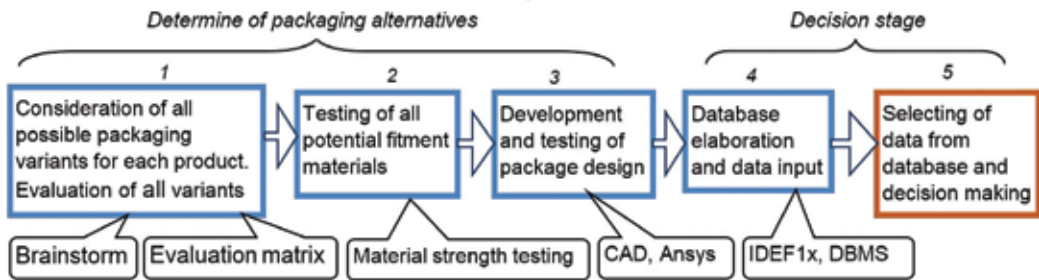 Determine of packaging alternatives
Decision stage
1
2
3
4
5
Consideration of all
possible packaging
variants for each product.
Evaluation of all variants
Testing of all
potential fitment
materials
Development
and testing of
package design
Database
elaboration
and data input
Selecting of
data from
database and
decision making
Brainstorm
Evaluation matrix
Material strength testing
CAD, Ansys
IDEF1x, DBMS